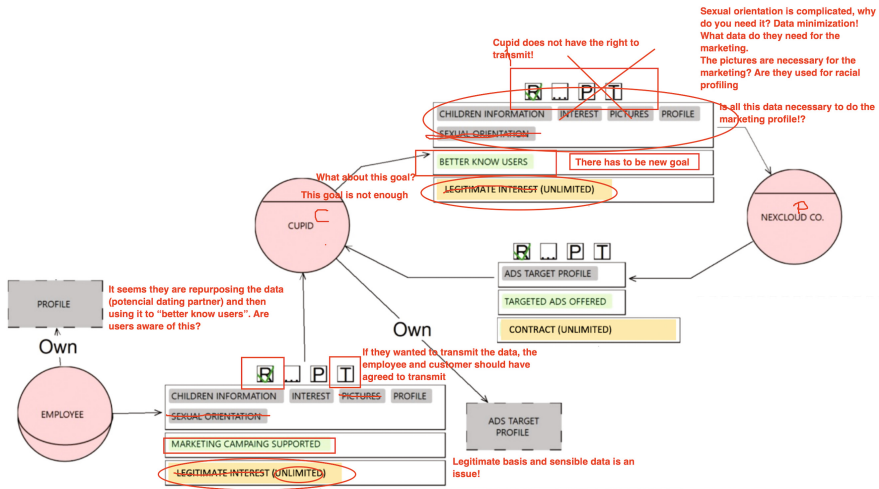 Sexual orientation is complicated, why
do you need it? Data minimization!
What data do they need for the
marketing.
The pictures are necessary for the
marketing? Are they used for racial
profiling
Cupid does not have the right to
transmit!
R ... P T
Is all this data necessary to do the
marketing profile!?
CHILDREN INFORMATION INTEREST PICTURES PROFILE
SEXUAL ORIENTATION
BETTER KNOW USERS
There has to be new goal
What about this goal?
This goal is not enough
LEGITIMATE INTEREST (UNLIMITED)
C
CUPID
P
NEXCLOUD CO.
R ... P T
ADS TARGET PROFILE
TARGETED ADS OFFERED
CONTRACT (UNLIMITED)
PROFILE
It seems they are repurposing the data
(potencial dating partner) and then
using it to “better know users”. Are
users aware of this?
Own
Own
If they wanted to transmit the data, the
employee and customer should have
agreed to transmit
R ... P T
EMPLOYEE
CHILDREN INFORMATION INTEREST PICTURES PROFILE
SEXUAL ORIENTATION
MARKETING CAMPAING SUPPORTED
LEGITIMATE INTEREST (UNLIMITED)
ADS TARGET
PROFILE
Legitimate basis and sensible data is an
issue!